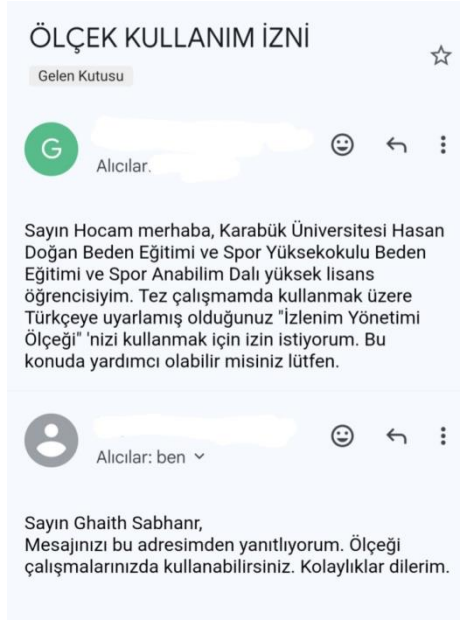 ÖLÇEK KULLANIM İZNİ
Gelen Kutusu
G
Alıcılar.
Sayın Hocam merhaba, Karabük Üniversitesi Hasan
Doğan Beden Eğitimi ve Spor Yüksekokulu Beden
Eğitimi ve Spor Anabilim Dalı yüksek lisans
öğrencisiyim. Tez çalışmamda kullanmak üzere
Türkçeye uyarlamış olduğunuz "İzlenim Yönetimi
Ölçeği" 'nizi kullanmak için izin istiyorum. Bu
konuda yardımcı olabilir misiniz lütfen.
Alıcılar: ben
Sayın Ghaith Sabhanr,
Mesajınızı bu adresimden yanıtlıyorum. Ölçeği
çalışmalarınızda kullanabilirsiniz. Kolaylıklar dilerim.